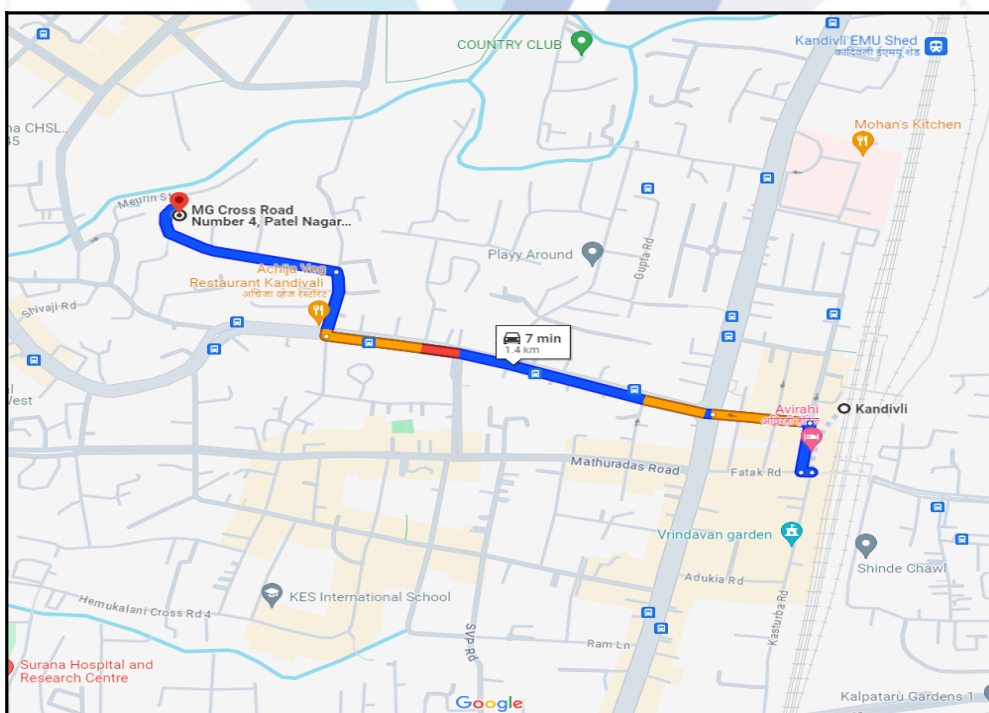 COUNTRY CLUB
Kandivli EMU Shed
कांदिवली ईएमयू शेड
na CHSL.,
45
Mohan's Kitchen
Meurin St
MG Cross Road
Number 4, Patel Nagar...
Playy Around
Gupta Rd
Achija Veg
Restaurant Kandivali
अचिजा व्हेज रेस्टॉरंट
Shivaji Rd
7 min
1.4 km
West
Avirahi
Kandivli
Mathuradas Road
Fatak Rd
Vrindavan garden
Shinde Chawl
Adukia Rd
KES International School
Kasturba Rd
Hemukalani Cross Rd 4
SVP Rd
Ram Ln
Surana Hospital and
Research Centre
Kalpataru Gardens 1
Google